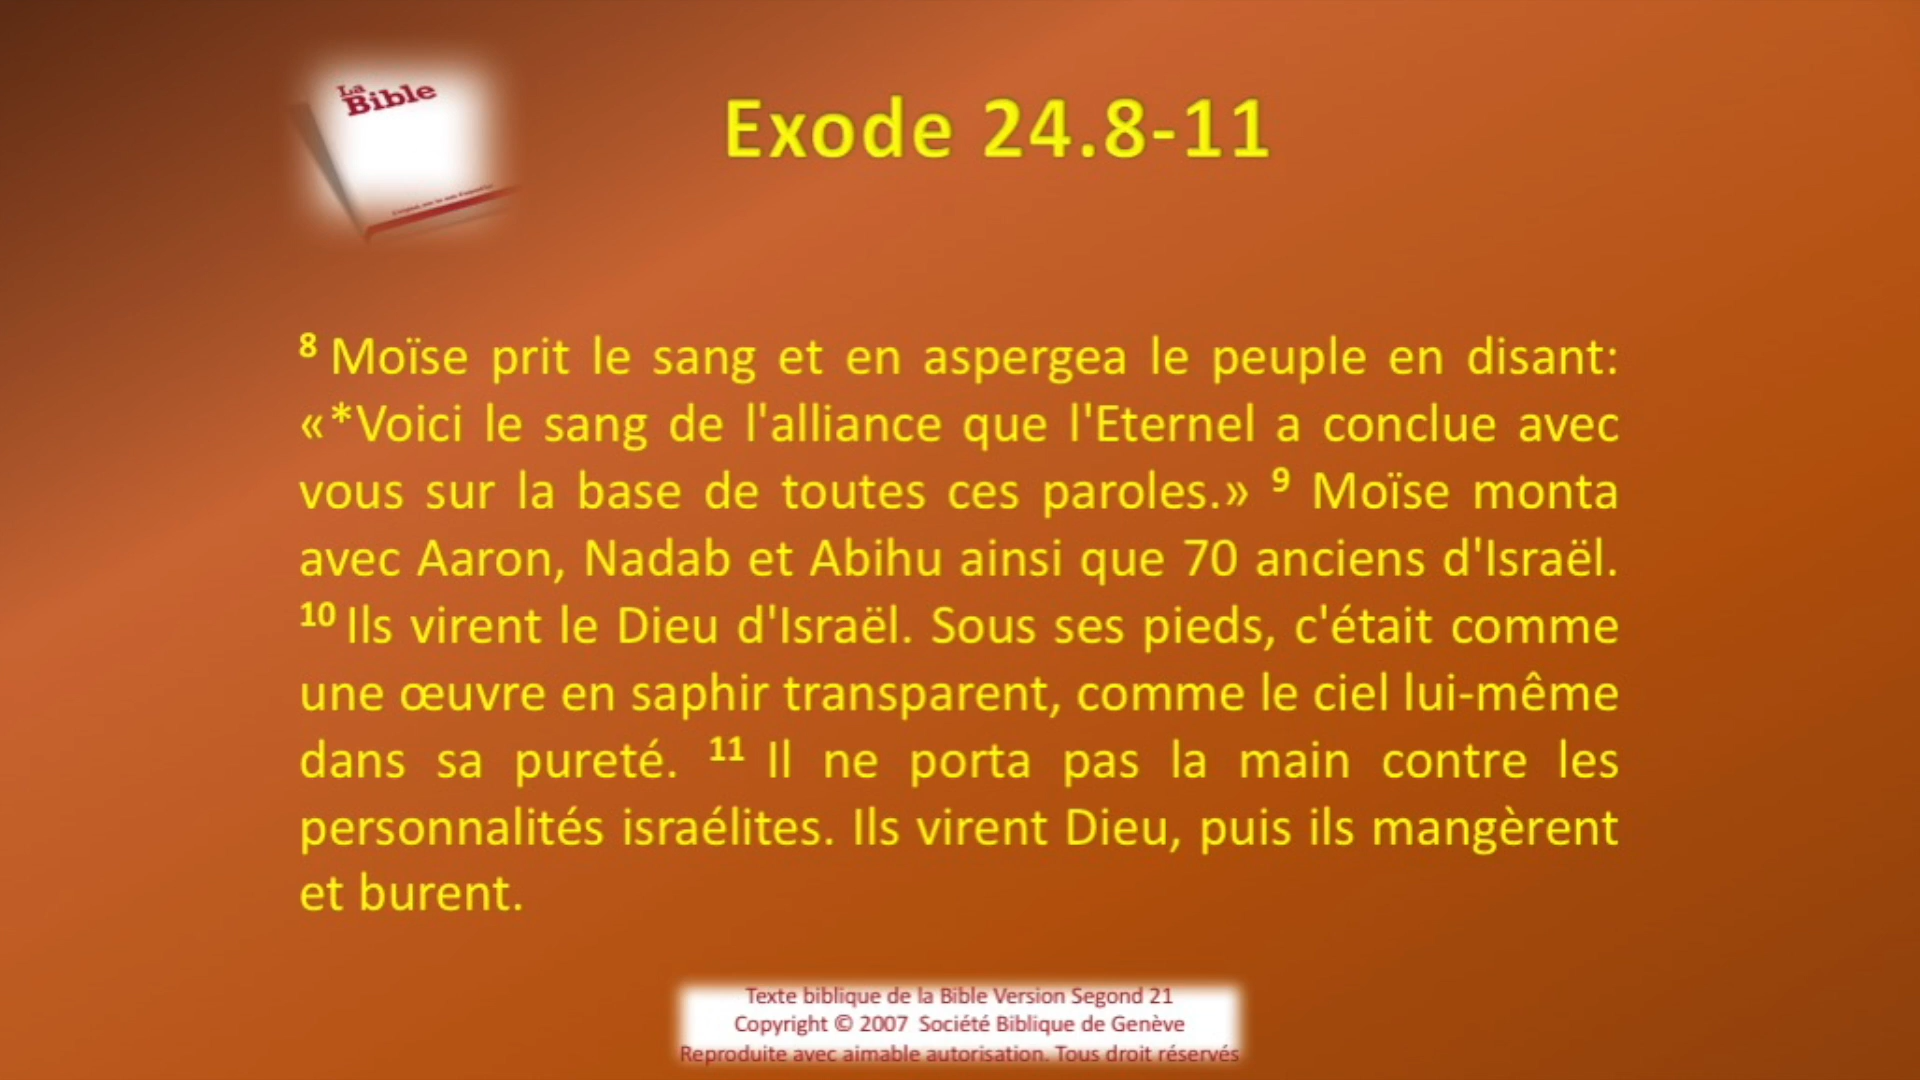 La
Bible
Exode 24.8-11
8 Moïse prit le sang et en aspergea le peuple en disant:
«*Voici le sang de l'alliance que l'Eternel a conclue avec
vous sur la base de toutes ces paroles.» 9 Moïse monta
avec Aaron, Nadab et Abihu ainsi que 70 anciens d'Israël.
10 Ils virent le Dieu d'Israël. Sous ses pieds, c'était comme
une œuvre en saphir transparent, comme le ciel lui-même
dans sa pureté. 11 Il ne porta pas la main contre les
personnalités israélites. Ils virent Dieu, puis ils mangèrent
et burent.
Texte biblique de la Bible Version Segond 21
Copyright © 2007 Société Biblique de Genève
Reproduite avec aimable autorisation. Tous droit réservés